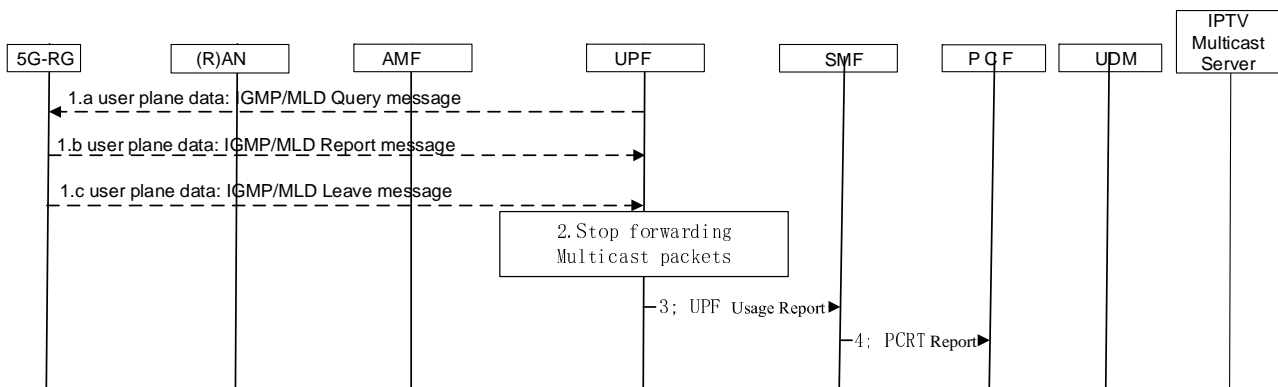 5G-RG
(R)AN
AMF
UPF
SMF
PCF
UDM
IPTV
Multicast
Server
1.a user plane data: IGMP/MLD Query message
1.b user plane data: IGMP/MLD Report message
1.c user plane data: IGMP/MLD Leave message
2.Stop forwarding
Multicast packets
3; UPF Usage Report
4; PCRT Report